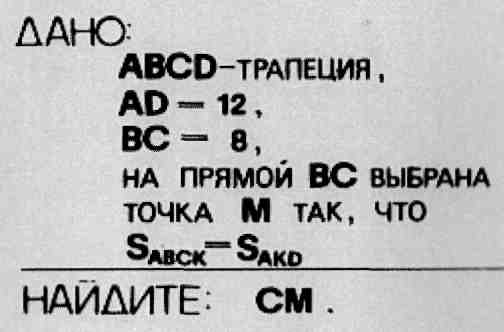 ДАНО:
ABCD-ТРАПЕЦИЯ,
AD = 12,
BC = 8,
НА ПРЯМОЙ BC ВЫБРАНА
ТОЧКА M ТАК, ЧТО
SABCK=SAKD
НАЙДИТЕ: CM.